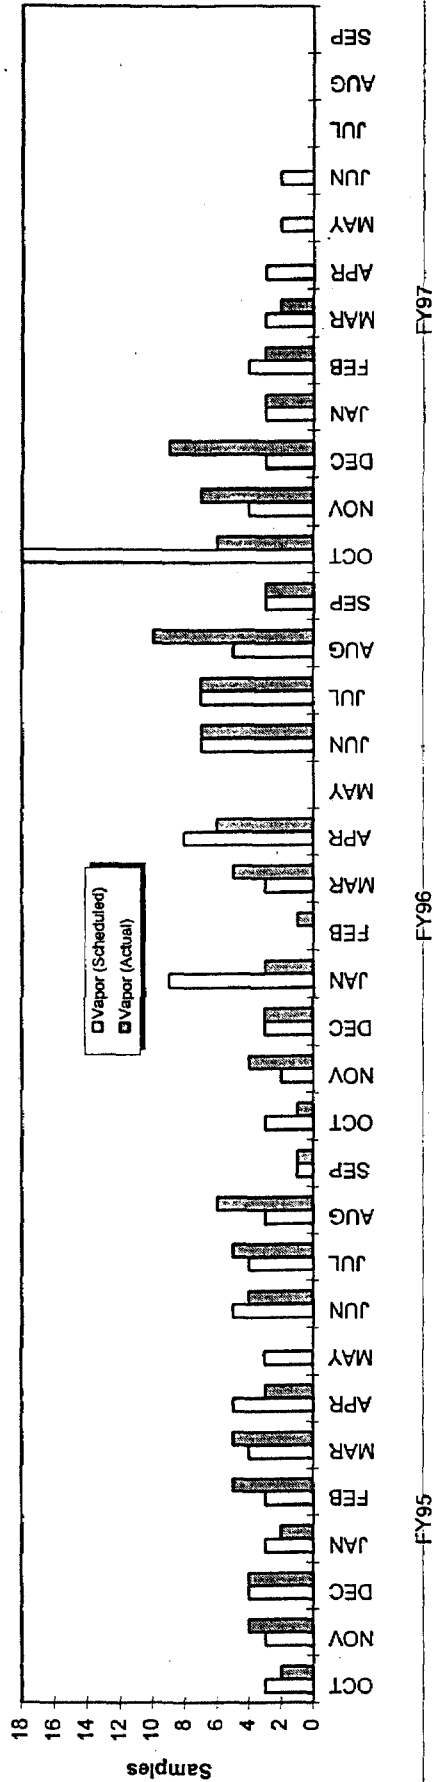 Samples
18
16
14
12
10
8
6
4
2
0
□ Vapor (Scheduled)
■ Vapor (Actual)
OCT NOV DEC JAN FEB MAR APR MAY JUN JUL AUG SEP OCT NOV DEC JAN FEB MAR APR MAY JUN JUL AUG SEP OCT NOV DEC JAN FEB MAR APR MAY JUN JUL AUG SEP
FY95 FY96 FY97